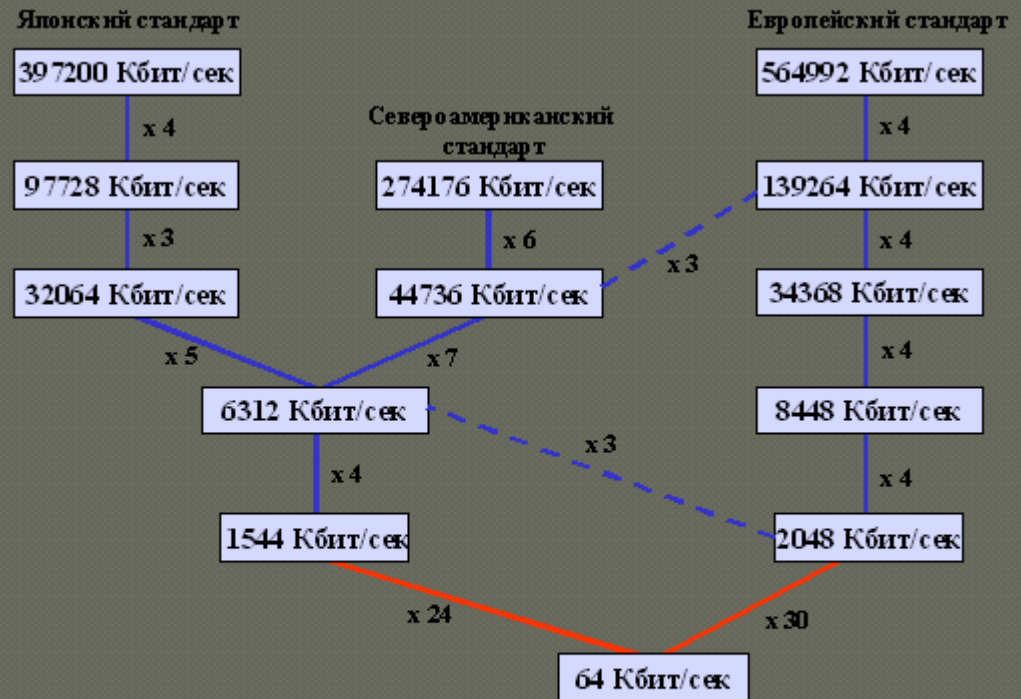 Японский стандарт
Европейский стандарт
397200 Кбит/сек
564992 Кбит/сек
x 4
Североамериканский
стандарт
x 4
97728 Кбит/сек
274176 Кбит/сек
139264 Кбит/сек
x 3
x 6
x 3
x 4
32064 Кбит/сек
44736 Кбит/сек
34368 Кбит/сек
x 5
x 7
x 4
6312 Кбит/сек
8448 Кбит/сек
x 4
x 3
x 4
1544 Кбит/сек
2048 Кбит/сек
x 24
x 30
64 Кбит/сек